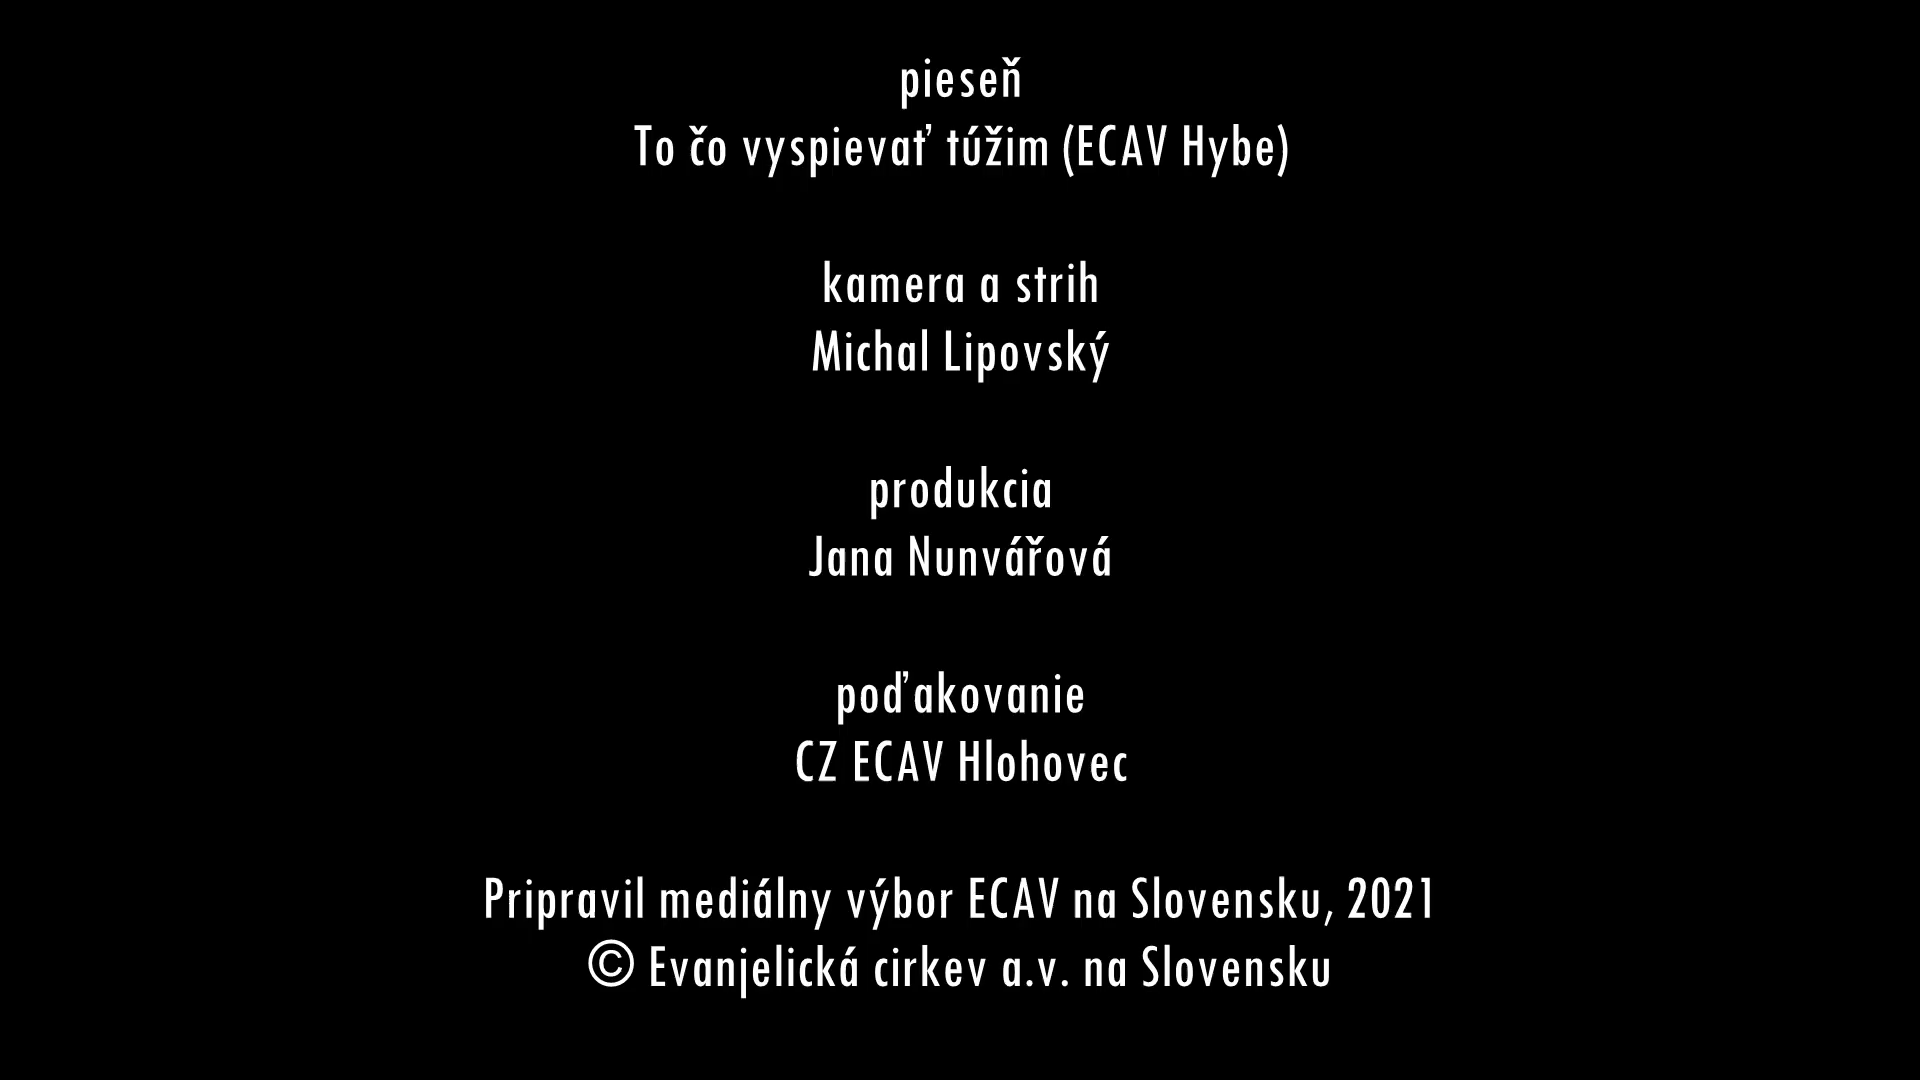 pieseň
To čo vyspievať túžim (ECAV Hybe)
kamera a strih
Michal Lipovský
produkcia
Jana Nunvářová
poďakovanie
CZ ECAV Hlohovec
Pripravil mediálny výbor ECAV na Slovensku, 2021
© Evanjelická cirkev a.v. na Slovensku